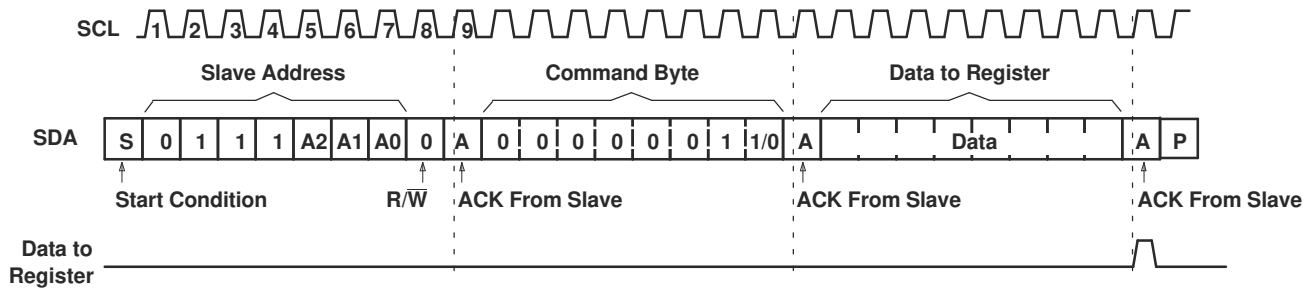 SCL 1 2 3 4 5 6 7 8 9
Slave Address Command Byte Data to Register
SDA S 0 1 1 1 A2 A1 A0 0 A 0 0 0 0 0 0 1 1/0 A Data A P
Start Condition R/W̅ ACK From Slave ACK From Slave ACK From Slave
Data to
Register